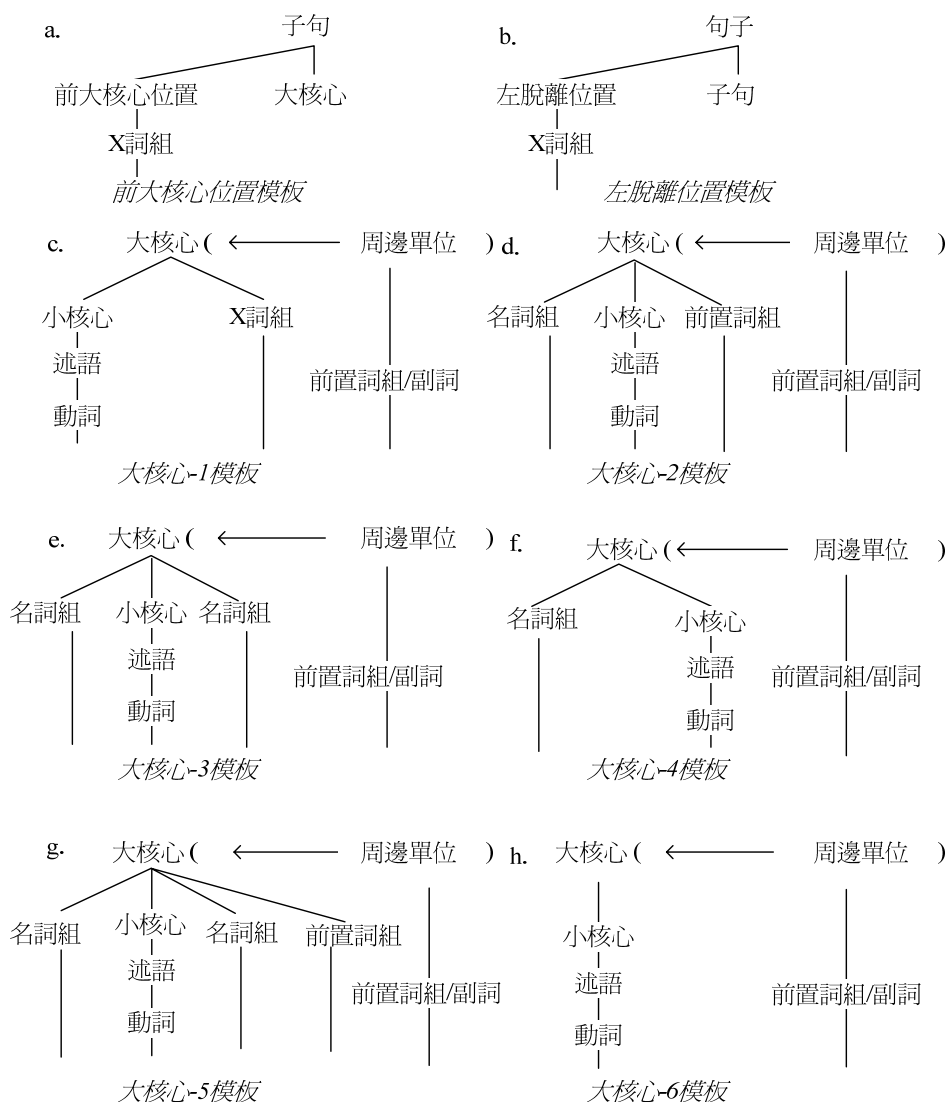 a.
子句
前大核心位置 大核心
X詞組
前大核心位置模板
b.
句子
左脫離位置 子句
X詞組
左脫離位置模板
c.
大核心 ( 周邊單位 )
小核心 X詞組
述語
前置詞組/副詞
動詞
大核心-1模板
d.
大核心 ( 周邊單位 )
名詞組 小核心 前置詞組
述語
前置詞組/副詞
動詞
大核心-2模板
e.
大核心 ( 周邊單位 )
名詞組 小核心 名詞組
述語
前置詞組/副詞
動詞
大核心-3模板
f.
大核心 ( 周邊單位 )
名詞組 小核心
述語
前置詞組/副詞
動詞
大核心-4模板
g.
大核心 ( 周邊單位 )
名詞組 小核心 名詞組 前置詞組
述語
前置詞組/副詞
動詞
大核心-5模板
h.
大核心 ( 周邊單位 )
小核心
述語
前置詞組/副詞
動詞
大核心-6模板